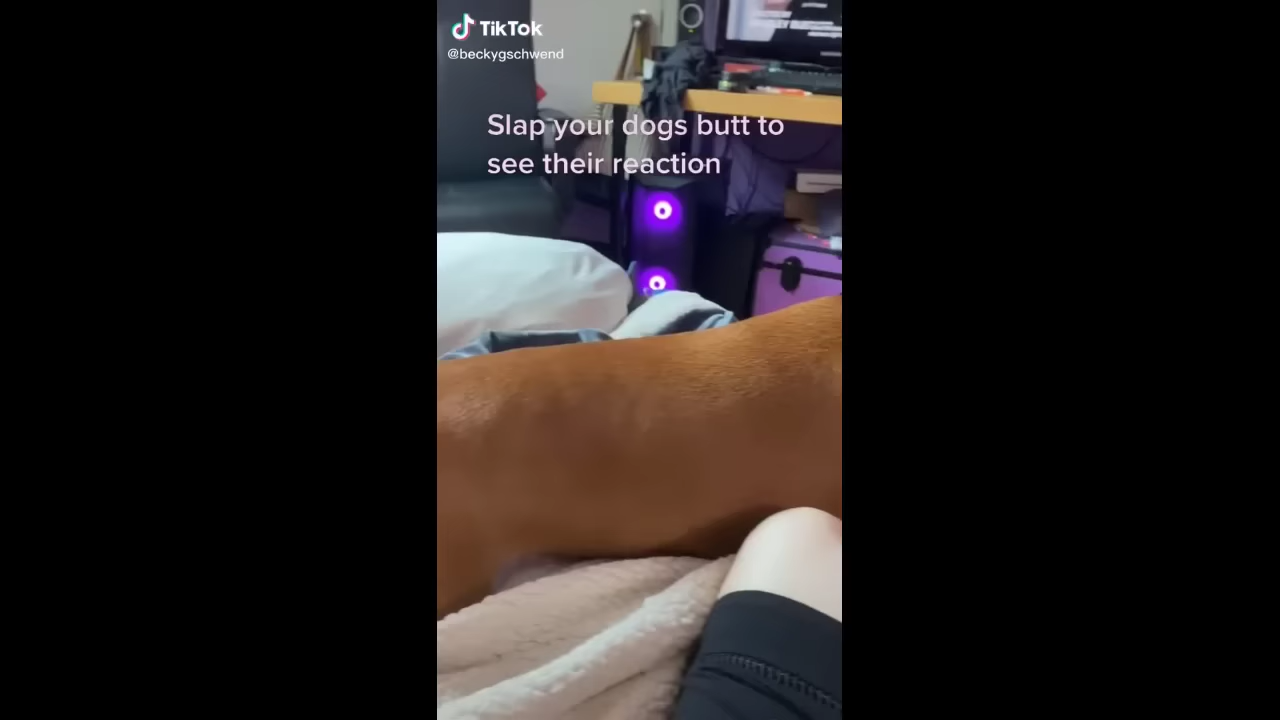 TikTok
@beckygschwend
Slap your dogs butt to
see their reaction